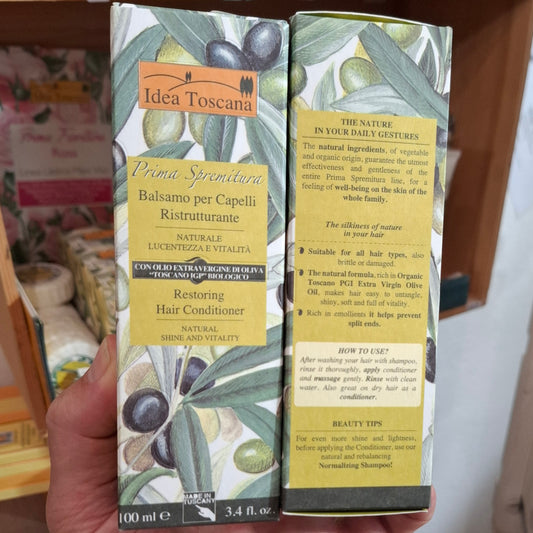 Idea Toscana
Prima Spremitura
Balsamo per Capelli
Ristrutturante
NATURALE
LUCENTEZZA E VITALITÀ
CON OLIO EXTRAVERGINE DI OLIVA
"TOSCANO IGP" BIOLOGICO
Restoring
Hair Conditioner
NATURAL
SHINE AND VITALITY
MADE IN
TUSCANY
100 ml e 3.4 fl. oz.
THE NATURE
IN YOUR DAILY GESTURES
The natural ingredients, of vegetable
and organic origin, guarantee the utmost
effectiveness and gentleness of the
entire Prima Spremitura line, for a
feeling of well-being on the skin of the
whole family.
The silkiness of nature
in your hair
Suitable for all hair types, also
brittle or damaged.
The natural formula, rich in Organic
Toscano PGI Extra Virgin Olive
Oil, makes hair easy to untangle,
shiny, soft and full of vitality.
Rich in emollients it helps prevent
split ends.
HOW TO USE?
After washing your hair with shampoo,
rinse it thoroughly, apply conditioner
and massage gently. Rinse with clean
water. Also great on dry hair as a
conditioner.
BEAUTY TIPS
For even more shine and lightness,
before applying the Conditioner, use our
natural and rebalancing
Normalizing Shampoo!